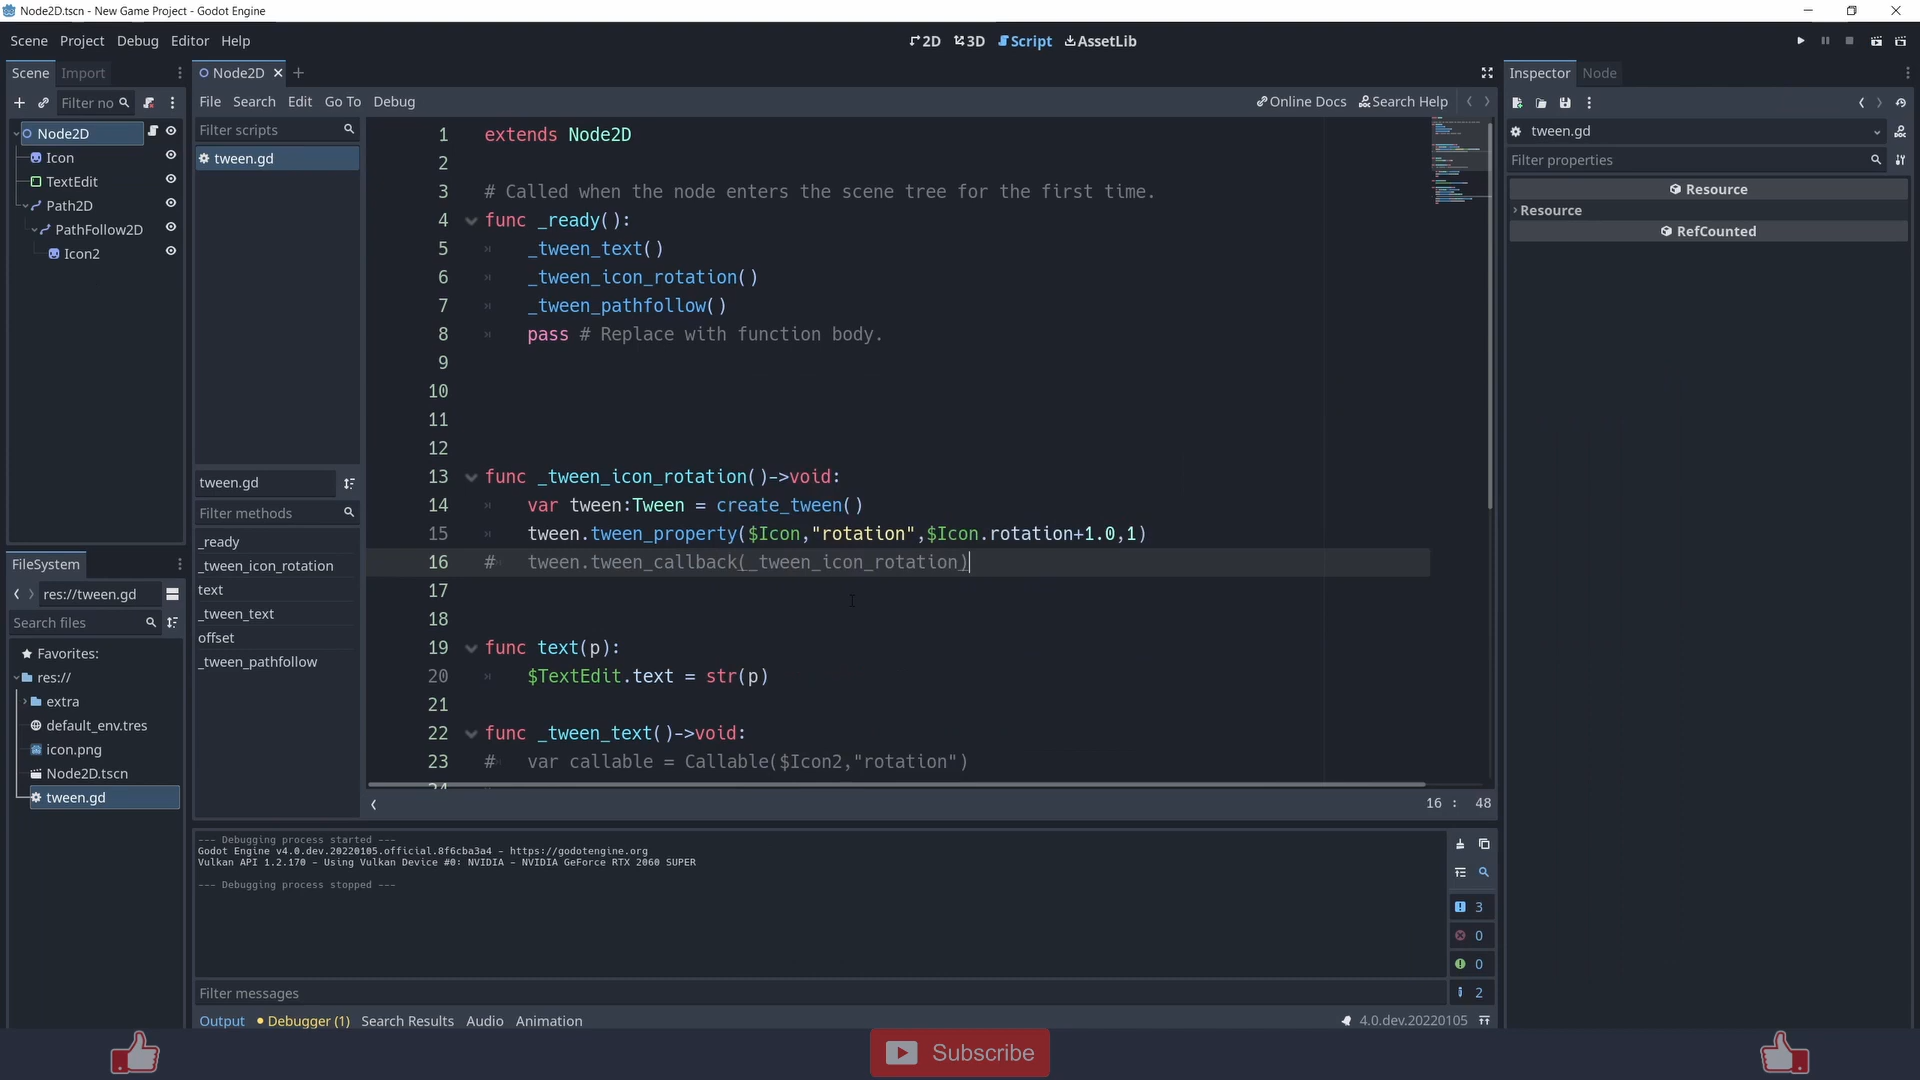 Node2D.tscn - New Game Project - Godot Engine
Scene Project Debug Editor Help
2D 3D Script AssetLib
Scene Import
Node2D
Inspector Node
Filter no
File Search Edit Go To Debug
Online Docs Search Help
Node2D
Icon
TextEdit
Path2D
PathFollow2D
Icon2
Filter scripts
tween.gd
tween.gd
Filter methods
_ready
_tween_icon_rotation
text
_tween_text
offset
_tween_pathfollow
1 extends Node2D
2
3 # Called when the node enters the scene tree for the first time.
4 func _ready():
5 _tween_text()
6 _tween_icon_rotation()
7 _tween_pathfollow()
8 pass # Replace with function body.
9
10
11
12
13 func _tween_icon_rotation()->void:
14 var tween:Tween = create_tween()
15 tween.tween_property($Icon,"rotation",$Icon.rotation+1.0,1)
16 # tween.tween_callback(_tween_icon_rotation)
17
18
19 func text(p):
20 $TextEdit.text = str(p)
21
22 func _tween_text()->void:
23 # var callable = Callable($Icon2,"rotation")
24
16 : 48
tween.gd
Filter properties
Resource
Resource
RefCounted
FileSystem
res://tween.gd
Search files
Favorites:
res://
extra
default_env.tres
icon.png
Node2D.tscn
tween.gd
--- Debugging process started ---
Godot Engine v4.0.dev.20220105.official.8f6cba3a4 - https://godotengine.org
Vulkan API 1.2.170 - Using Vulkan Device #0: NVIDIA - NVIDIA GeForce RTX 2060 SUPER
--- Debugging process stopped ---
3
0
0
2
Filter messages
Output Debugger (1) Search Results Audio Animation
4.0.dev.20220105
Subscribe